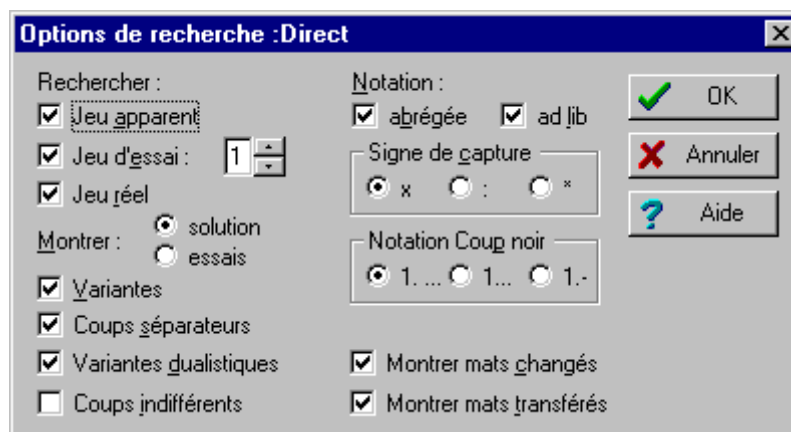 Options de recherche :Direct
Rechercher :
Jeu apparent
Jeu d'essai : 1
Jeu réel
Montrer : solution
essais
Variantes
Coups séparateurs
Variantes dualistiques
Coups indifférents
Notation :
abrégée ad lib
Signe de capture
x : *
Notation Coup noir
1. ... 1... 1.-
Montrer mats changés
Montrer mats transférés
OK
Annuler
? Aide